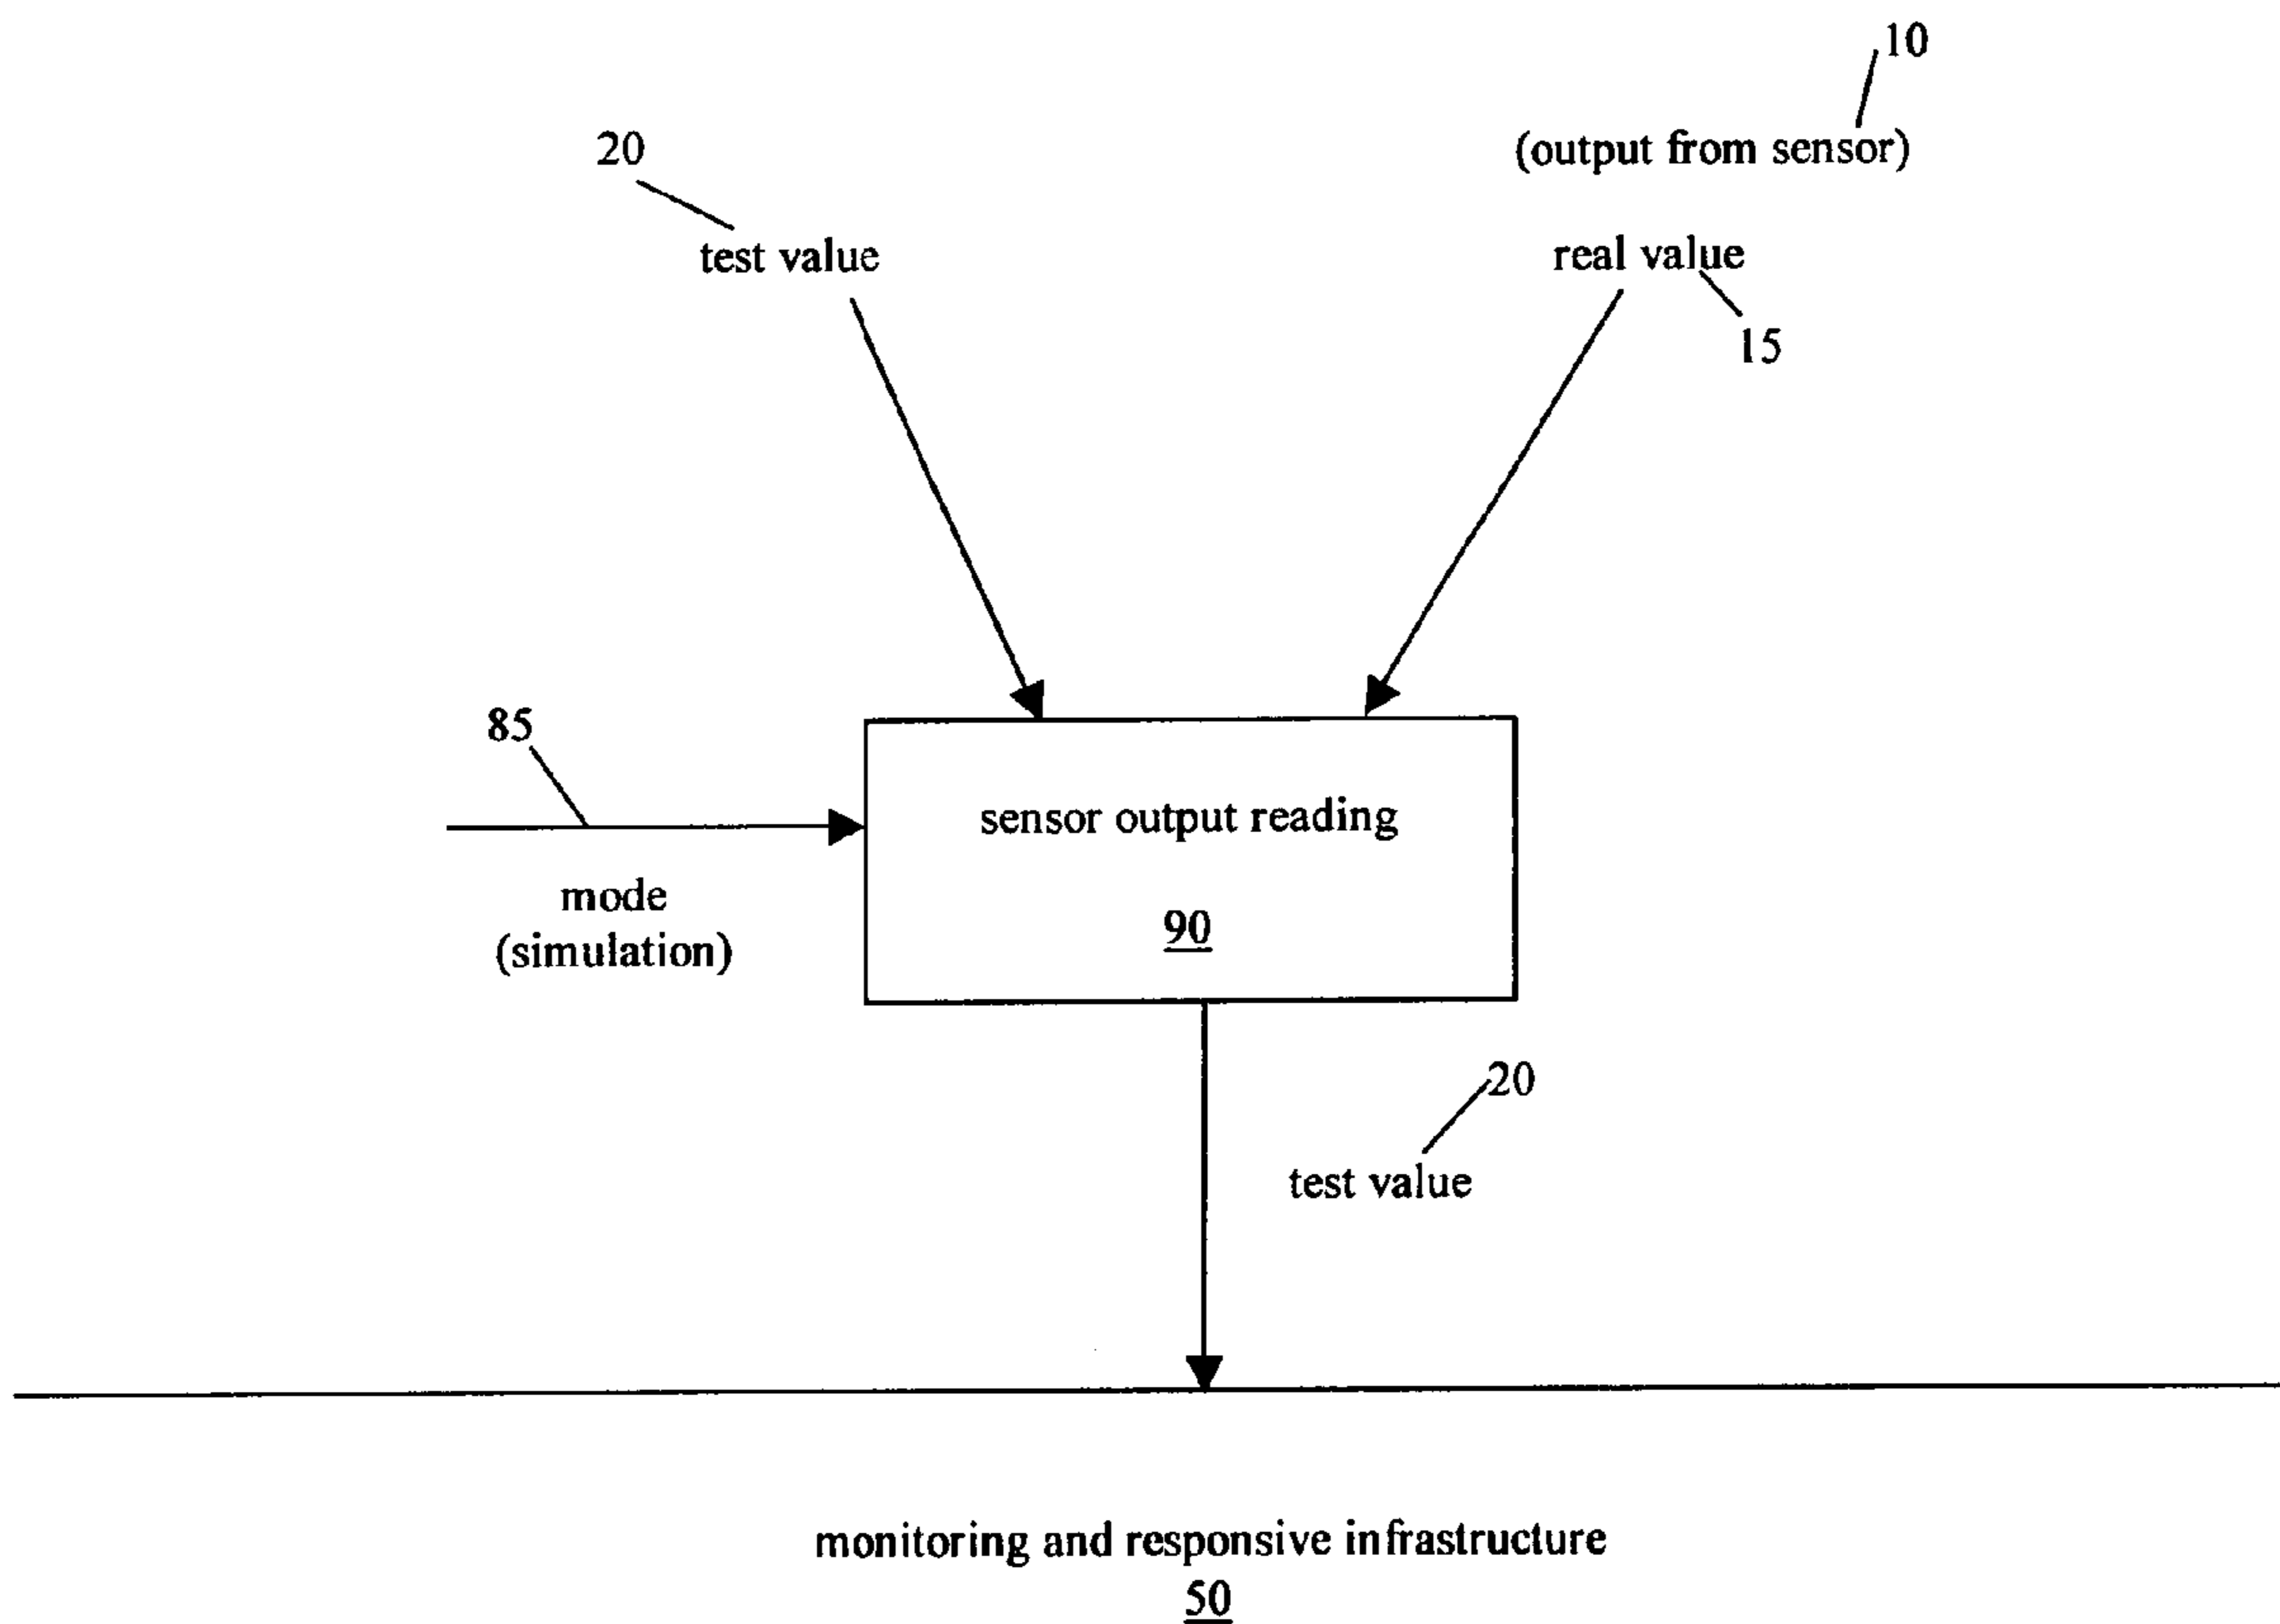 10
(output from sensor)
20
test value
real value
15
85
sensor output reading
90
mode
(simulation)
20
test value
monitoring and responsive infrastructure
50